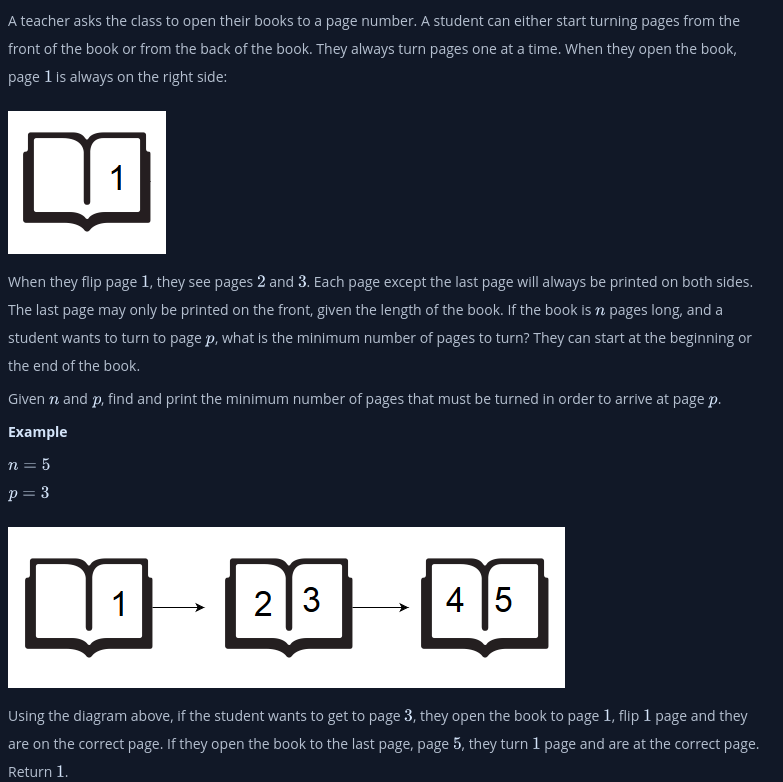 A teacher asks the class to open their books to a page number. A student can either start turning pages from the
front of the book or from the back of the book. They always turn pages one at a time. When they open the book,
page 1 is always on the right side:
1
When they flip page 1, they see pages 2 and 3. Each page except the last page will always be printed on both sides.
The last page may only be printed on the front, given the length of the book. If the book is n pages long, and a
student wants to turn to page p, what is the minimum number of pages to turn? They can start at the beginning or
the end of the book.
Given n and p, find and print the minimum number of pages that must be turned in order to arrive at page p.
Example
n = 5
p = 3
1 2 3 4 5
Using the diagram above, if the student wants to get to page 3, they open the book to page 1, flip 1 page and they
are on the correct page. If they open the book to the last page, page 5, they turn 1 page and are at the correct page.
Return 1.